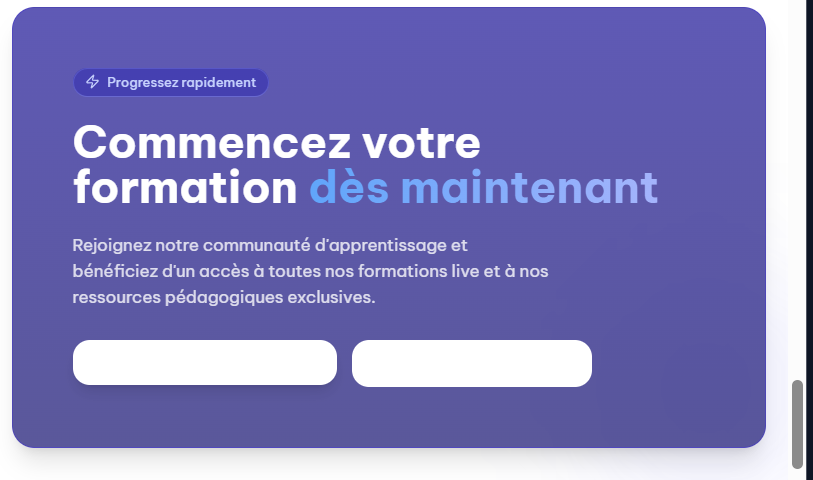 Progressez rapidement
Commencez votre
formation dès maintenant
Rejoignez notre communauté d'apprentissage et
bénéficiez d'un accès à toutes nos formations live et à nos
ressources pédagogiques exclusives.